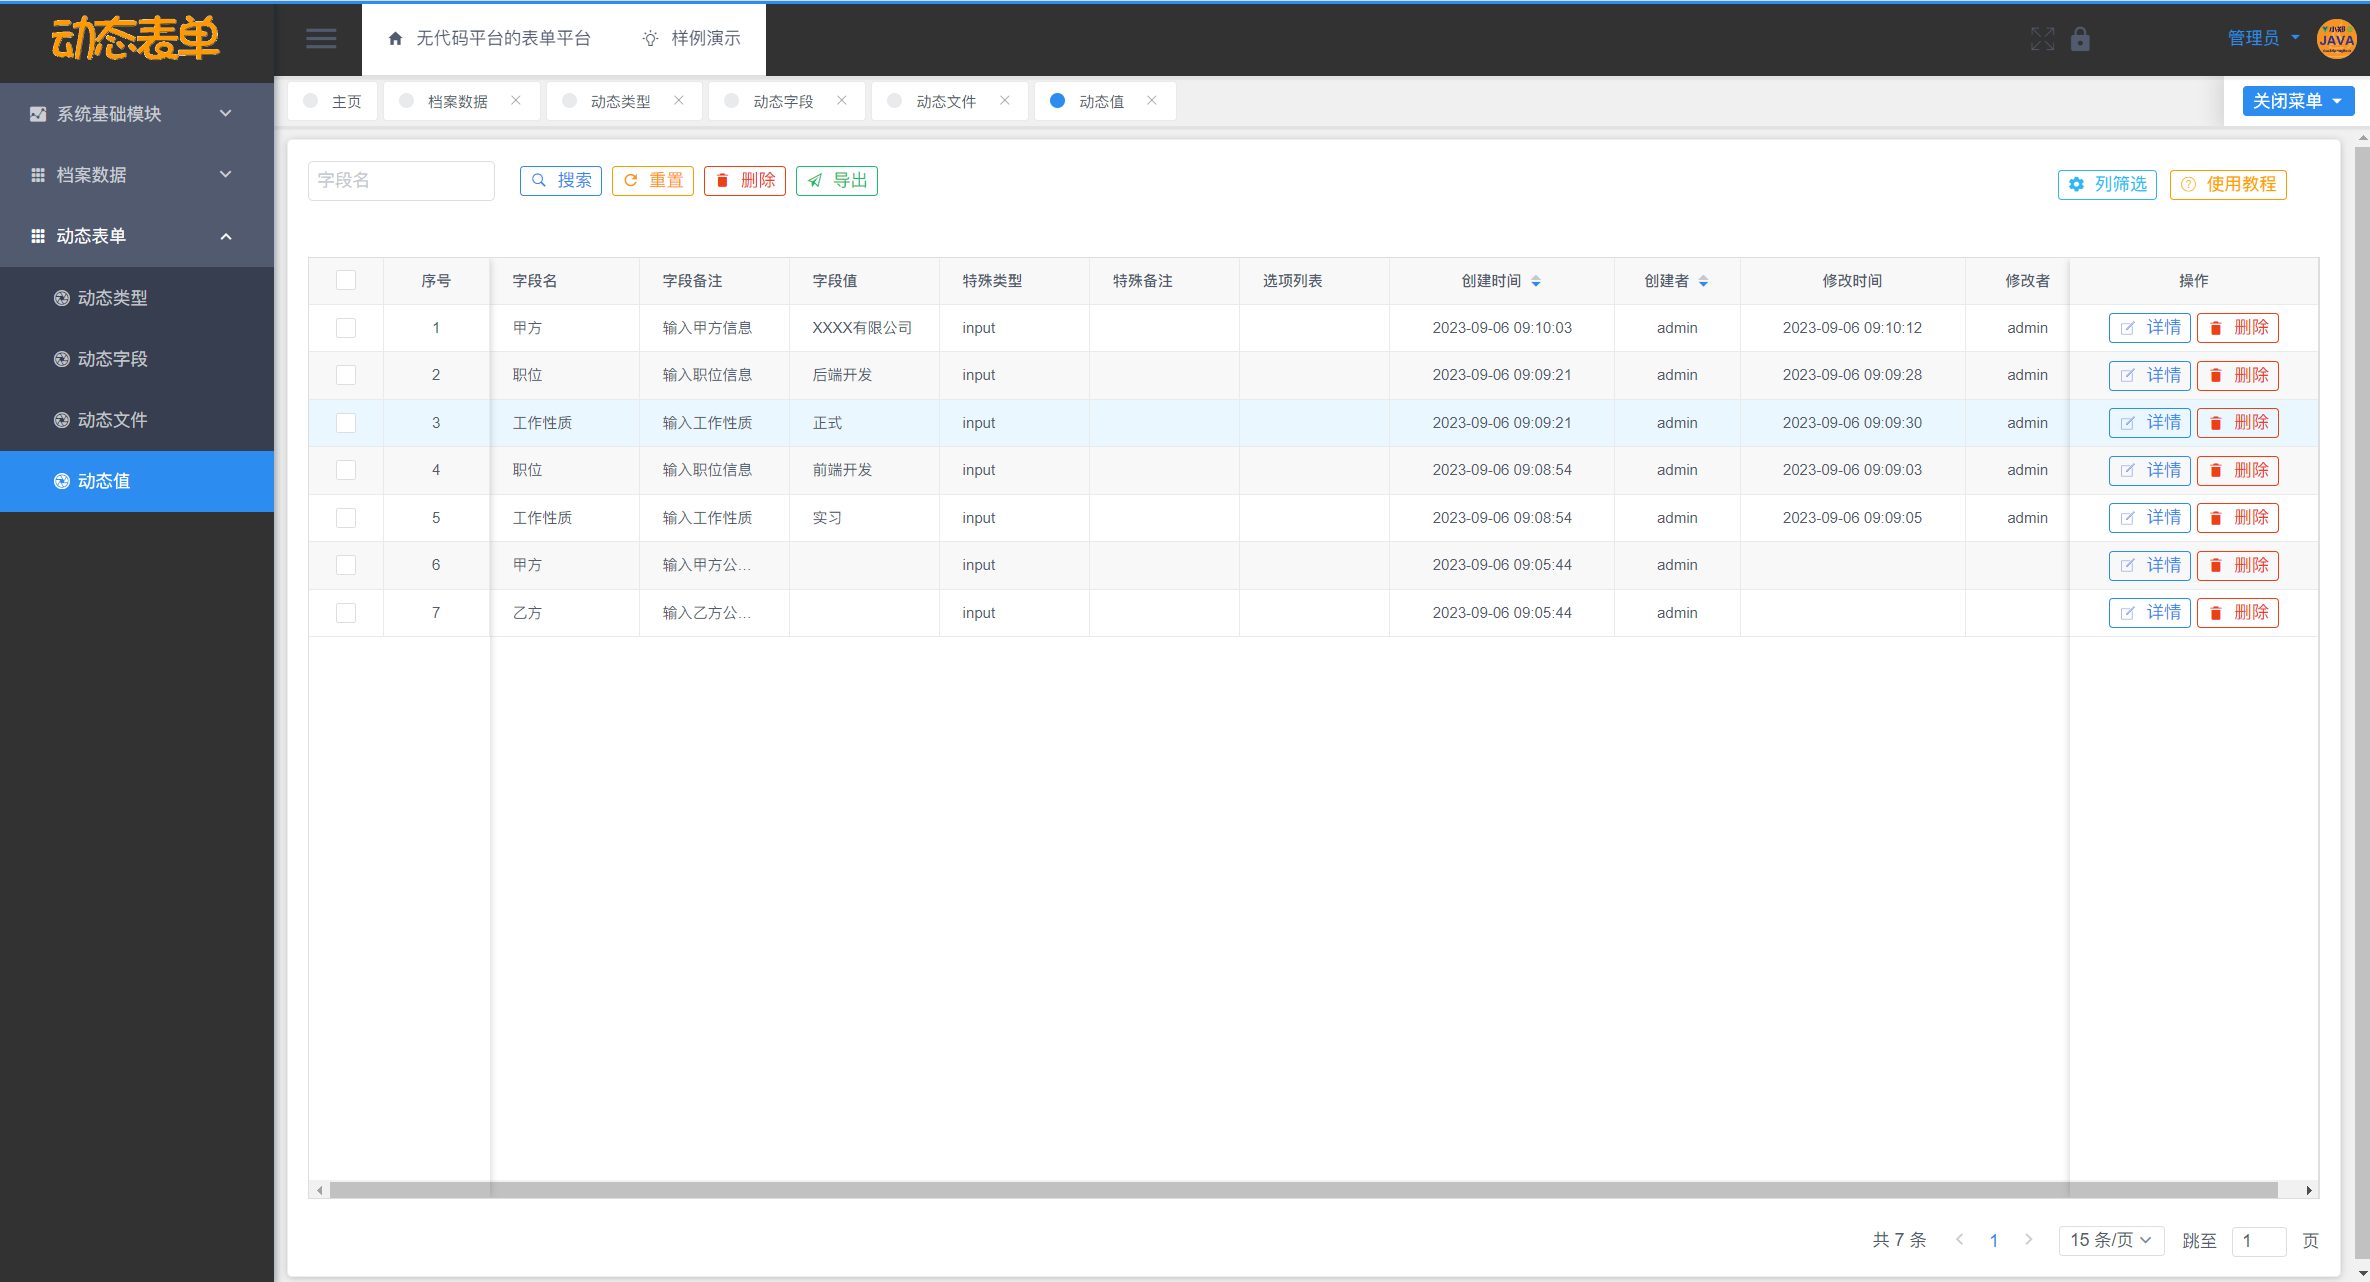 动态表单
无代码平台的表单平台 样例演示
管理员
小郑
JAVA
主页 档案数据 动态类型 动态字段 动态文件 动态值 关闭菜单
系统基础模块
档案数据
动态表单
动态类型
动态字段
动态文件
动态值
字段名 搜索 重置 删除 导出 列筛选 使用教程
序号 字段名 字段备注 字段值 特殊类型 特殊备注 选项列表 创建时间 创建者 修改时间 修改者 操作
1 甲方 输入甲方信息 XXXX有限公司 input 2023-09-06 09:10:03 admin 2023-09-06 09:10:12 admin 详情 删除
2 职位 输入职位信息 后端开发 input 2023-09-06 09:09:21 admin 2023-09-06 09:09:28 admin 详情 删除
3 工作性质 输入工作性质 正式 input 2023-09-06 09:09:21 admin 2023-09-06 09:09:30 admin 详情 删除
4 职位 输入职位信息 前端开发 input 2023-09-06 09:08:54 admin 2023-09-06 09:09:03 admin 详情 删除
5 工作性质 输入工作性质 实习 input 2023-09-06 09:08:54 admin 2023-09-06 09:09:05 admin 详情 删除
6 甲方 输入甲方公... input 2023-09-06 09:05:44 admin 详情 删除
7 乙方 输入乙方公... input 2023-09-06 09:05:44 admin 详情 删除
共 7 条 1 15 条/页 跳至 1 页